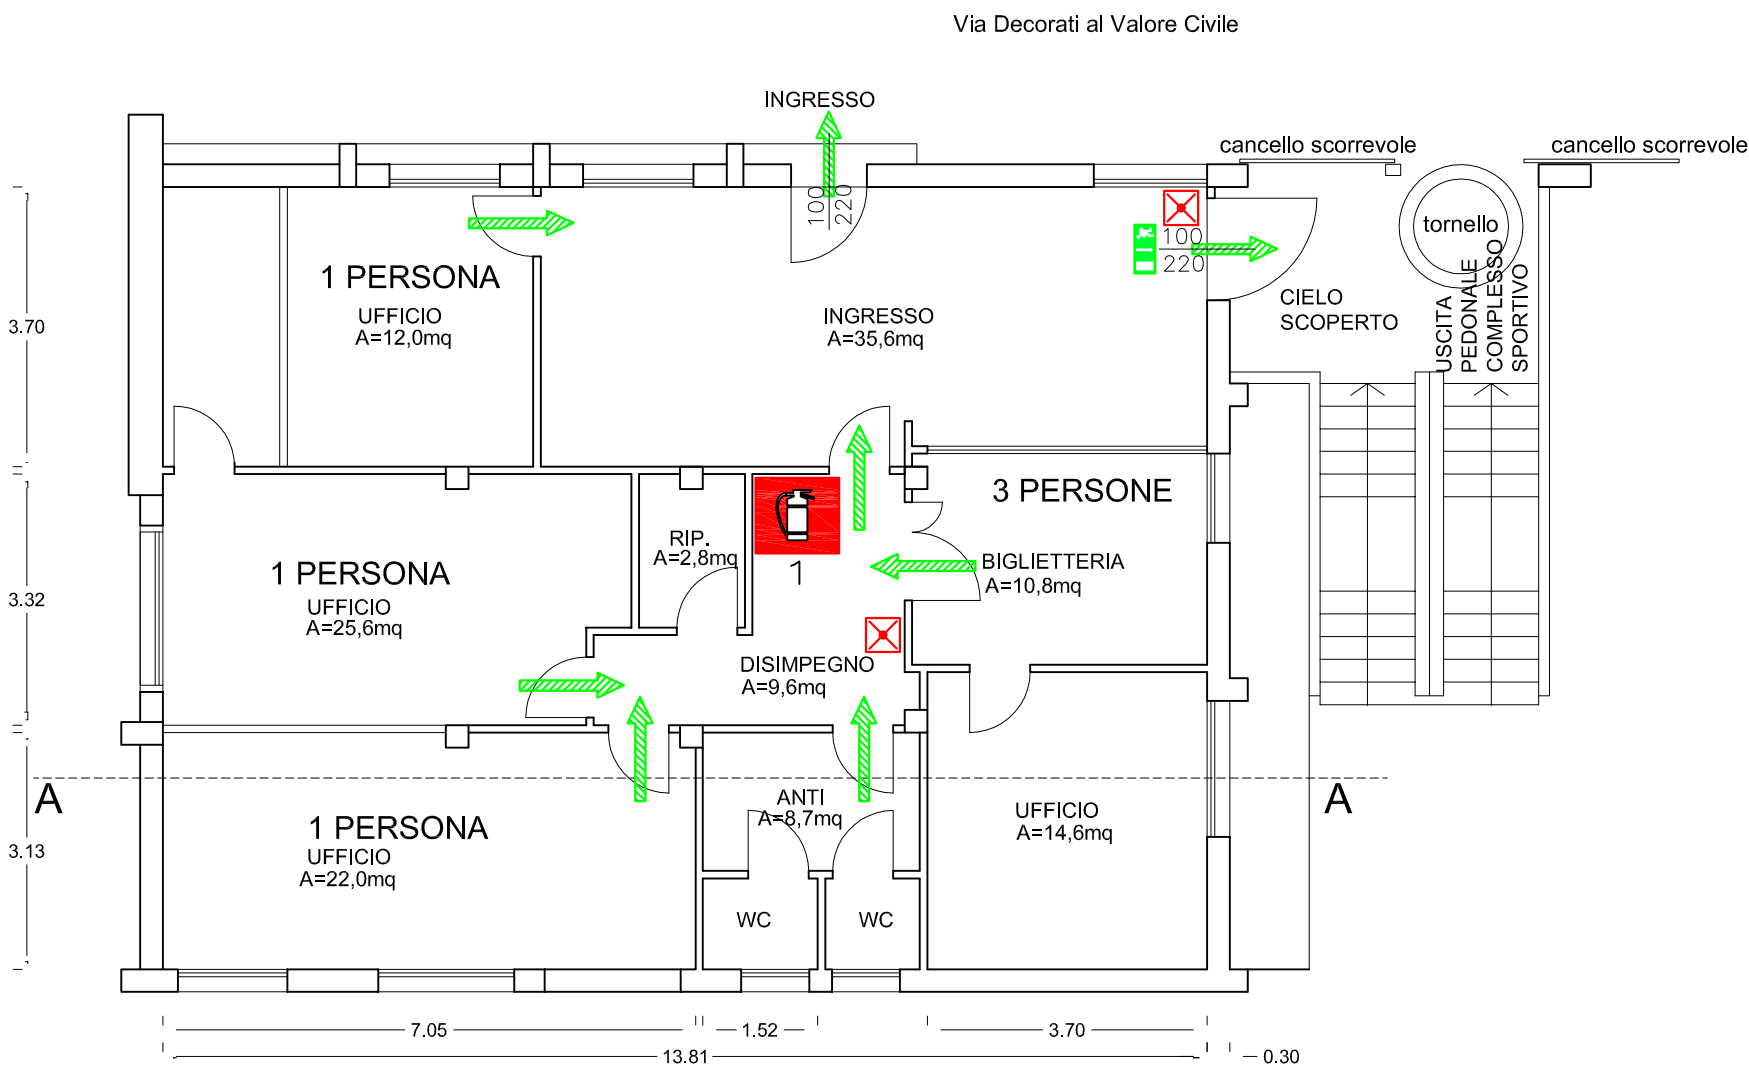 Via Decorati al Valore Civile
INGRESSO
cancello scorrevole
cancello scorrevole
100
220
tornello
100
220
1 PERSONA
UFFICIO
A=12,0mq
INGRESSO
A=35,6mq
CIELO
SCOPERTO
USCITA
PEDONALE
COMPLESSO
SPORTIVO
3.70
3 PERSONE
BIGLIETTERIA
A=10,8mq
RIP.
A=2,8mq
1
1 PERSONA
UFFICIO
A=25,6mq
3.32
DISIMPEGNO
A=9,6mq
A
A
ANTI
A=8,7mq
UFFICIO
A=14,6mq
1 PERSONA
UFFICIO
A=22,0mq
3.13
WC
WC
7.05
1.52
3.70
13.81
0.30